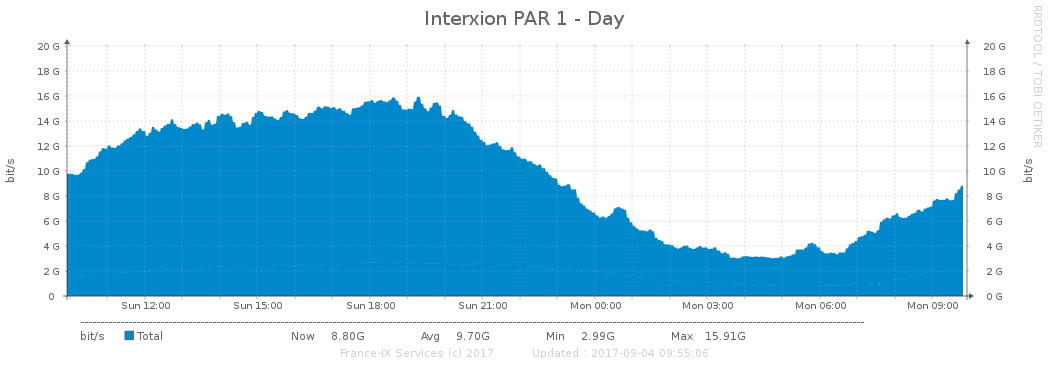 Interxion PAR 1 - Day
RRDTOOL / TOBI OETIKER
20 G 20 G
18 G 18 G
16 G 16 G
14 G 14 G
12 G 12 G
10 G 10 G
8 G 8 G
6 G 6 G
4 G 4 G
2 G 2 G
0 0 G
bit/s
bit/s
Sun 12:00 Sun 15:00 Sun 18:00 Sun 21:00 Mon 00:00 Mon 03:00 Mon 06:00 Mon 09:00
bit/s Total Now 8.80G Avg 9.70G Min 2.99G Max 15.91G
France-IX Services (c) 2017 Updated : 2017-09-04 09:55:06